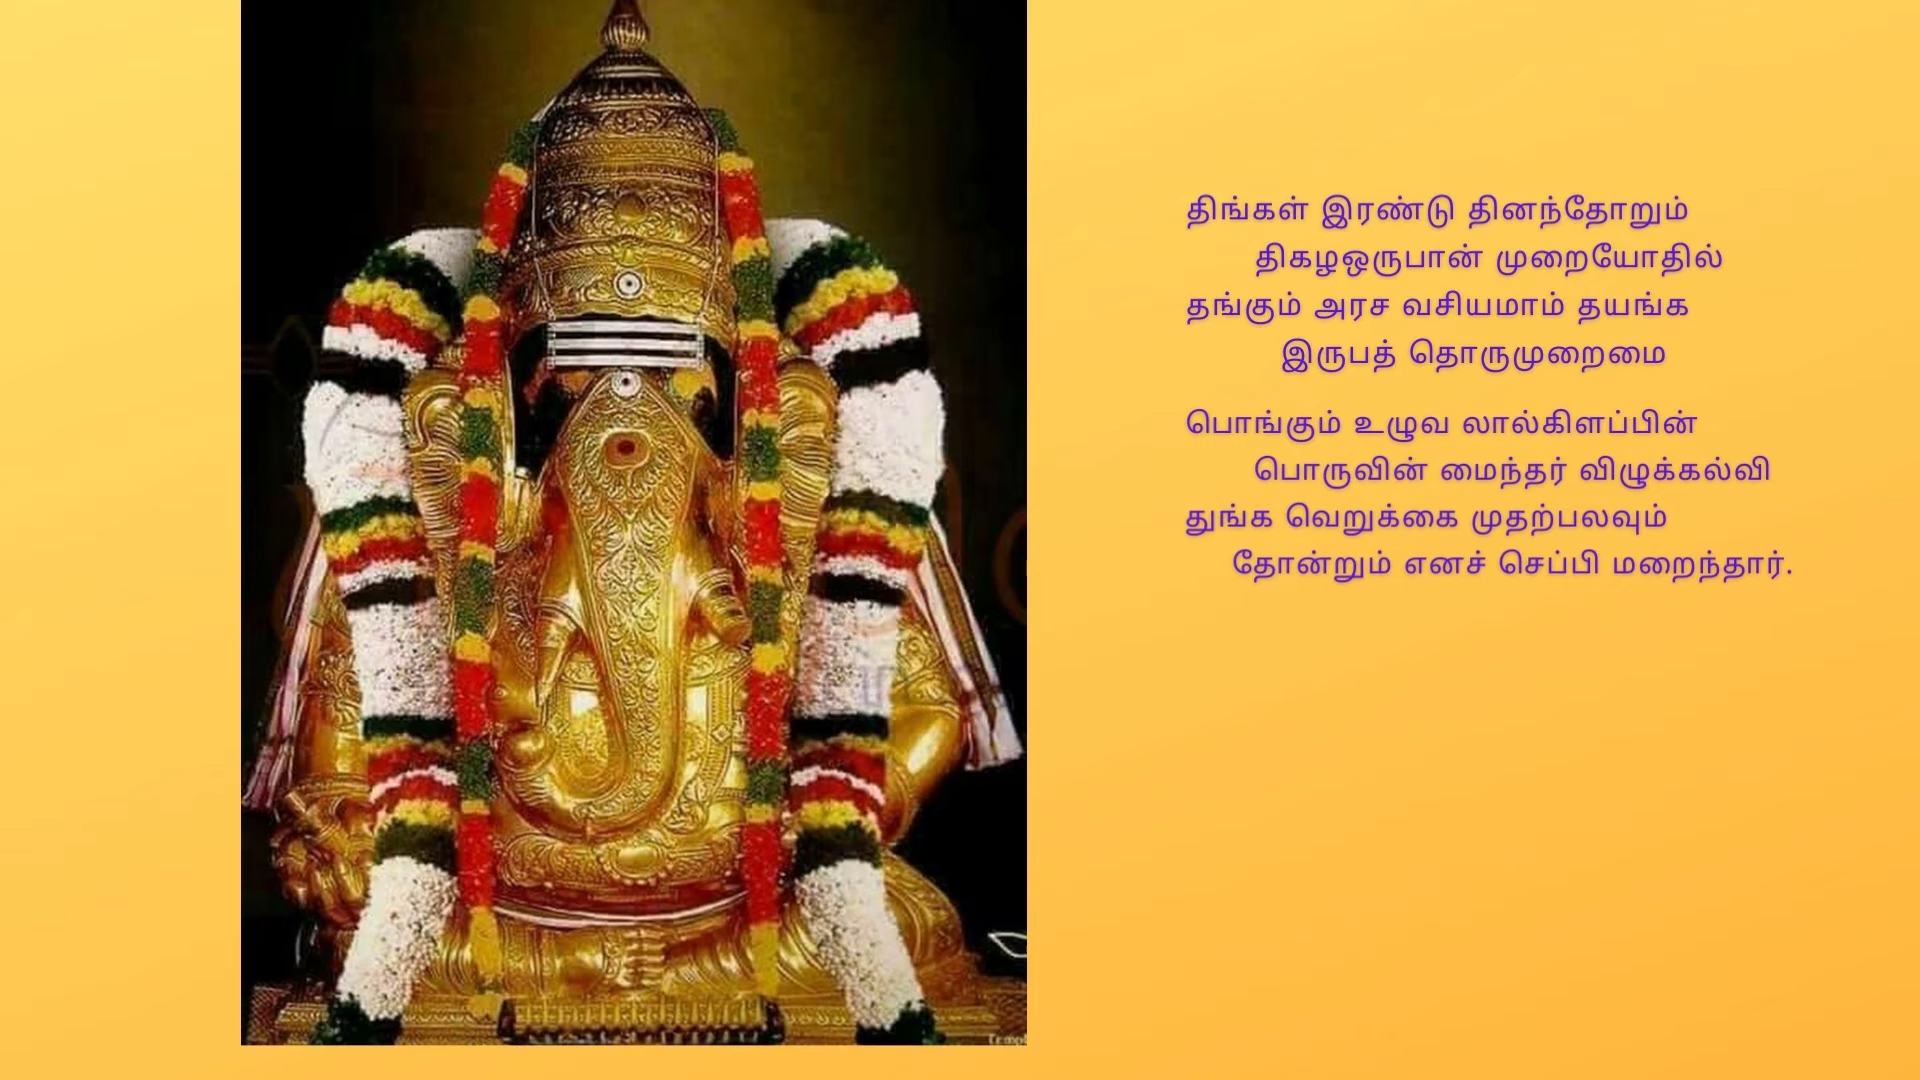 திங்கள் இரண்டு தினந்தோறும்
திகழஒருபான் முறையோதில்
தங்கும் அரச வசியமாம் தயங்க
இருபத் தொருமுறைமை
பொங்கும் உழுவ லால்கிளப்பின்
பொருவின் மைந்தர் விழுக்கல்வி
துங்க வெறுக்கை முதற்பலவும்
தோன்றும் எனச் செப்பி மறைந்தார்.